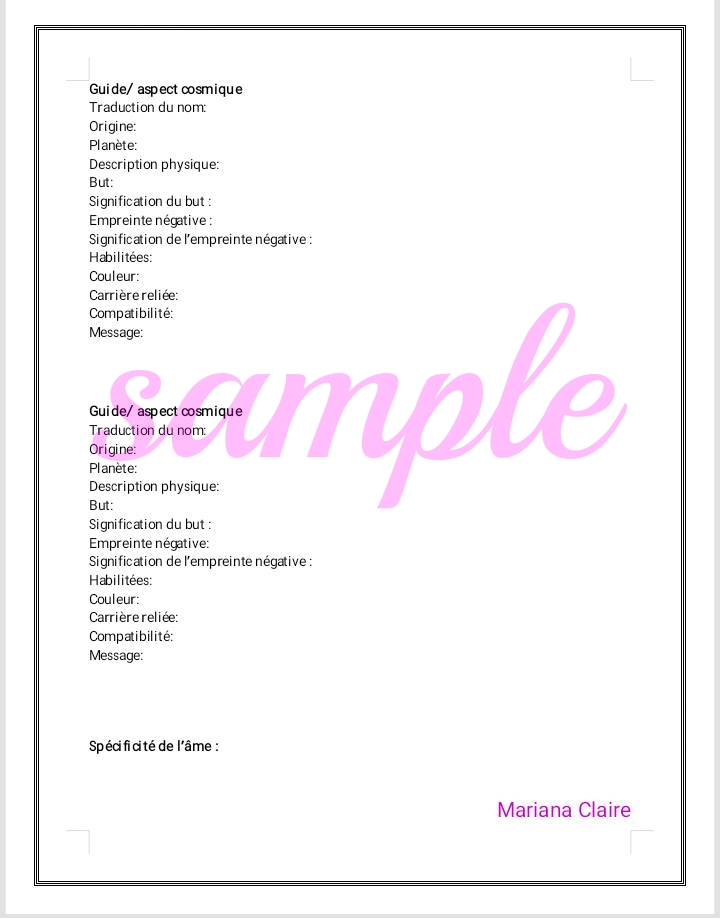 Guide/ aspect cosmique
Traduction du nom:
Origine:
Planète:
Description physique:
But:
Signification du but :
Empreinte négative :
Signification de l’empreinte négative :
Habilitées:
Couleur:
Carrière reliée:
Compatibilité:
Message:
sample
Guide/ aspect cosmique
Traduction du nom:
Origine:
Planète:
Description physique:
But:
Signification du but :
Empreinte négative:
Signification de l’empreinte négative :
Habilitées:
Couleur:
Carrière reliée:
Compatibilité:
Message:
Spécificité de l’âme :
Mariana Claire